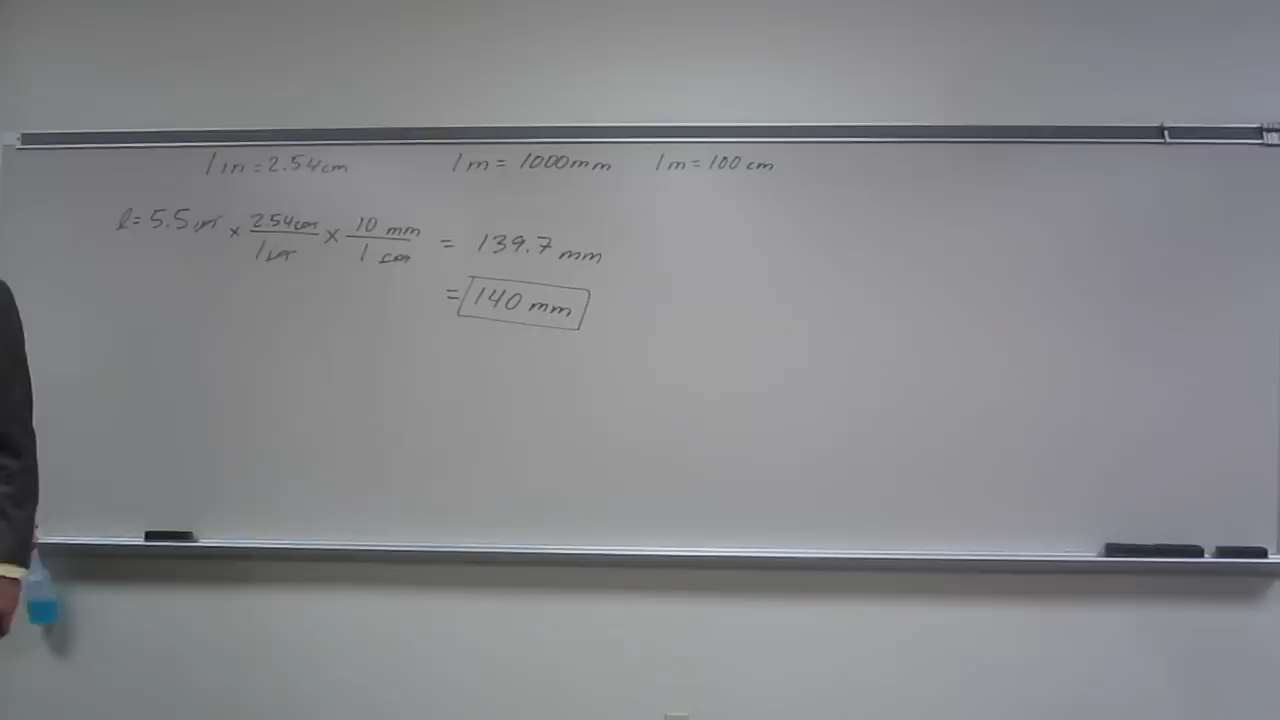 1 in = 2.54 cm 1 m = 1000 mm 1 m = 100 cm
l = 5.5 in × 2.54 cm / 1 in × 10 mm / 1 cm = 139.7 mm
= 140 mm